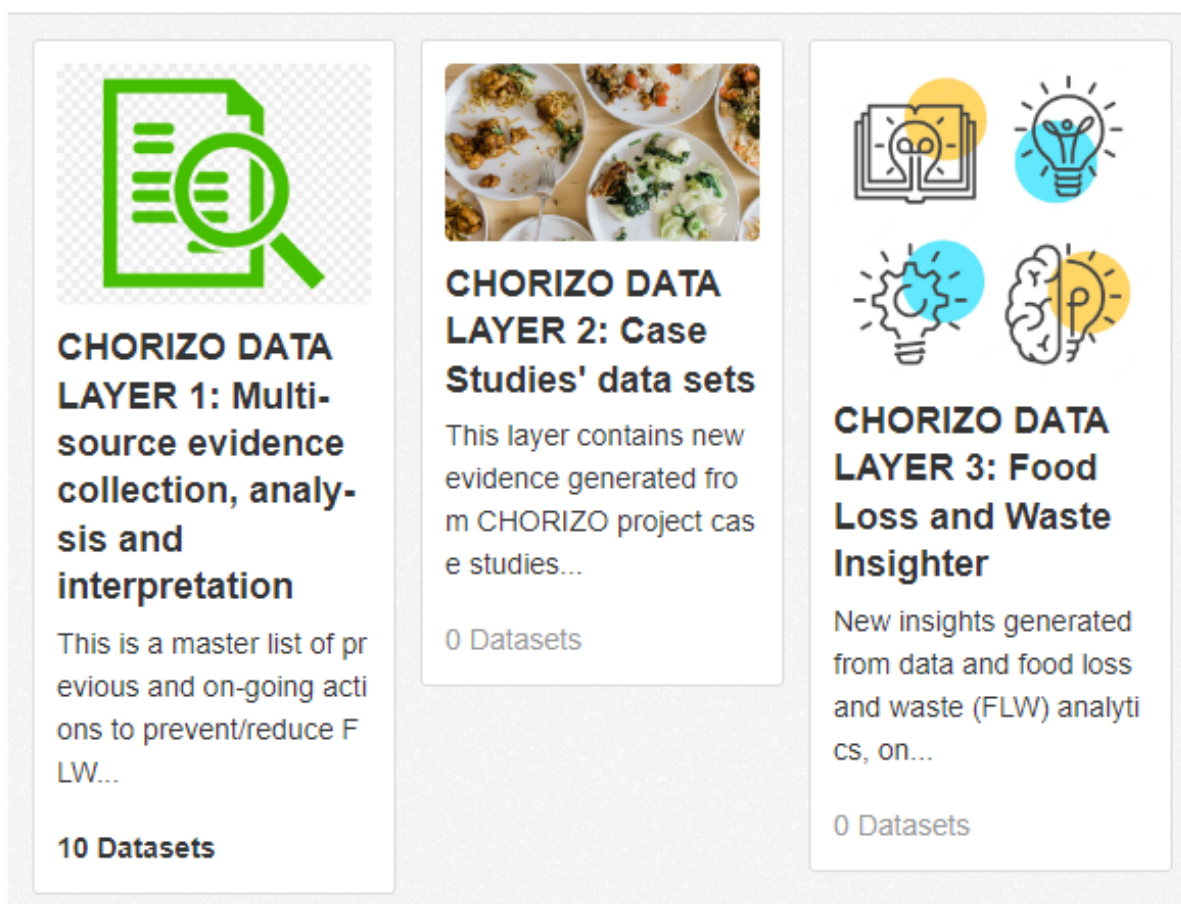 CHORIZO DATA
LAYER 1: Multi-
source evidence
collection, analy-
sis and
interpretation
This is a master list of pr
evious and on-going acti
ons to prevent/reduce F
LW...
10 Datasets
CHORIZO DATA
LAYER 2: Case
Studies' data sets
This layer contains new
evidence generated fro
m CHORIZO project cas
e studies...
0 Datasets
CHORIZO DATA
LAYER 3: Food
Loss and Waste
Insighter
New insights generated
from data and food loss
and waste (FLW) analyti
cs, on...
0 Datasets